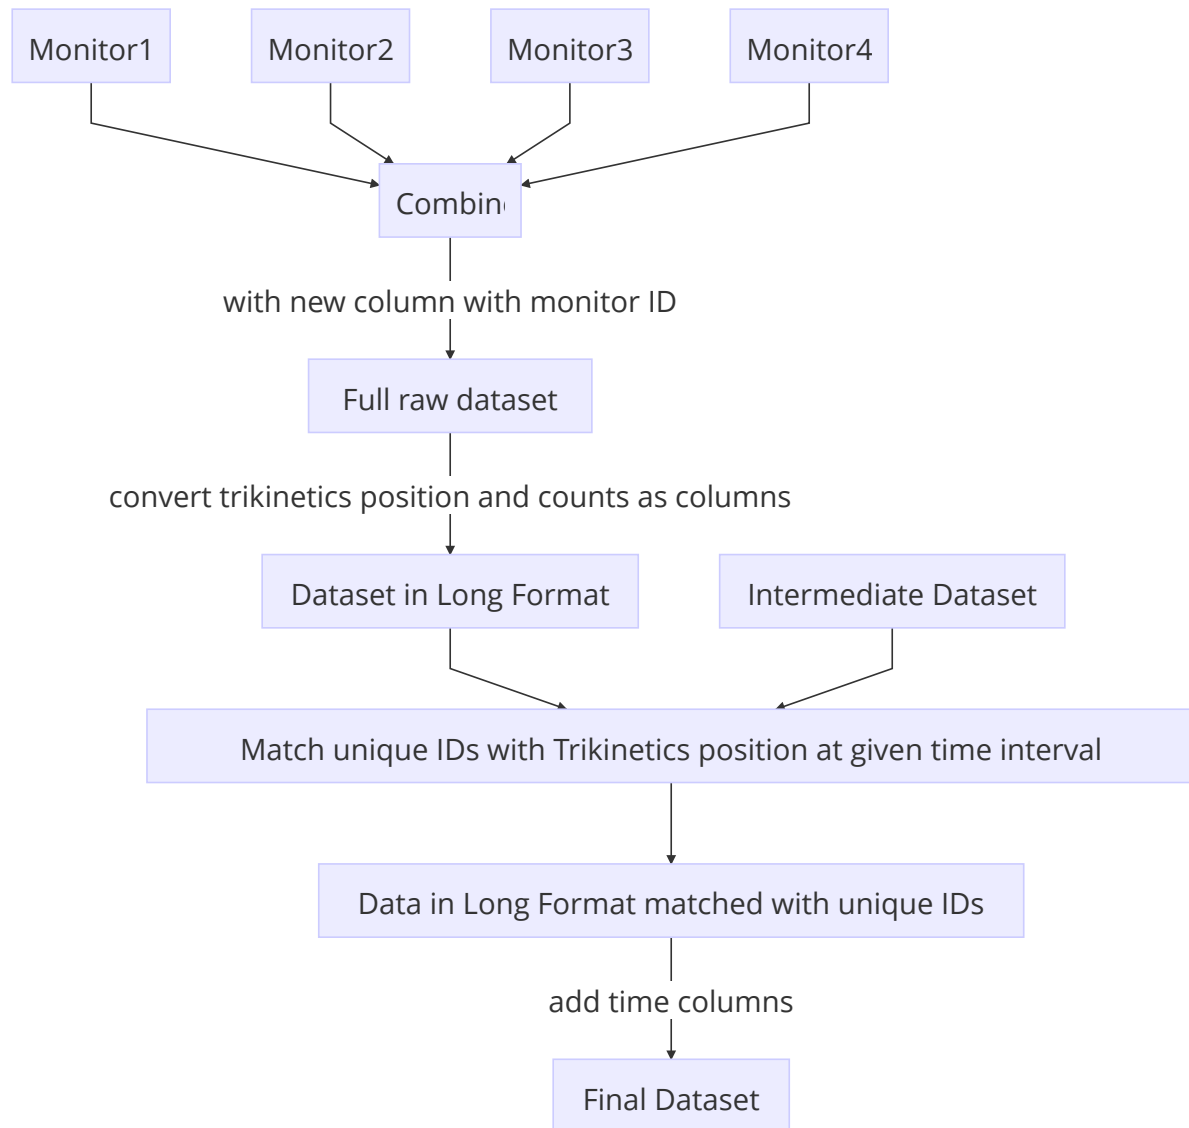 Monitor1
Monitor2
Monitor3
Monitor4
Combin
with new column with monitor ID
Full raw dataset
convert trikinetics position and counts as columns
Dataset in Long Format
Intermediate Dataset
Match unique IDs with Trikinetics position at given time interval
Data in Long Format matched with unique IDs
add time columns
Final Dataset